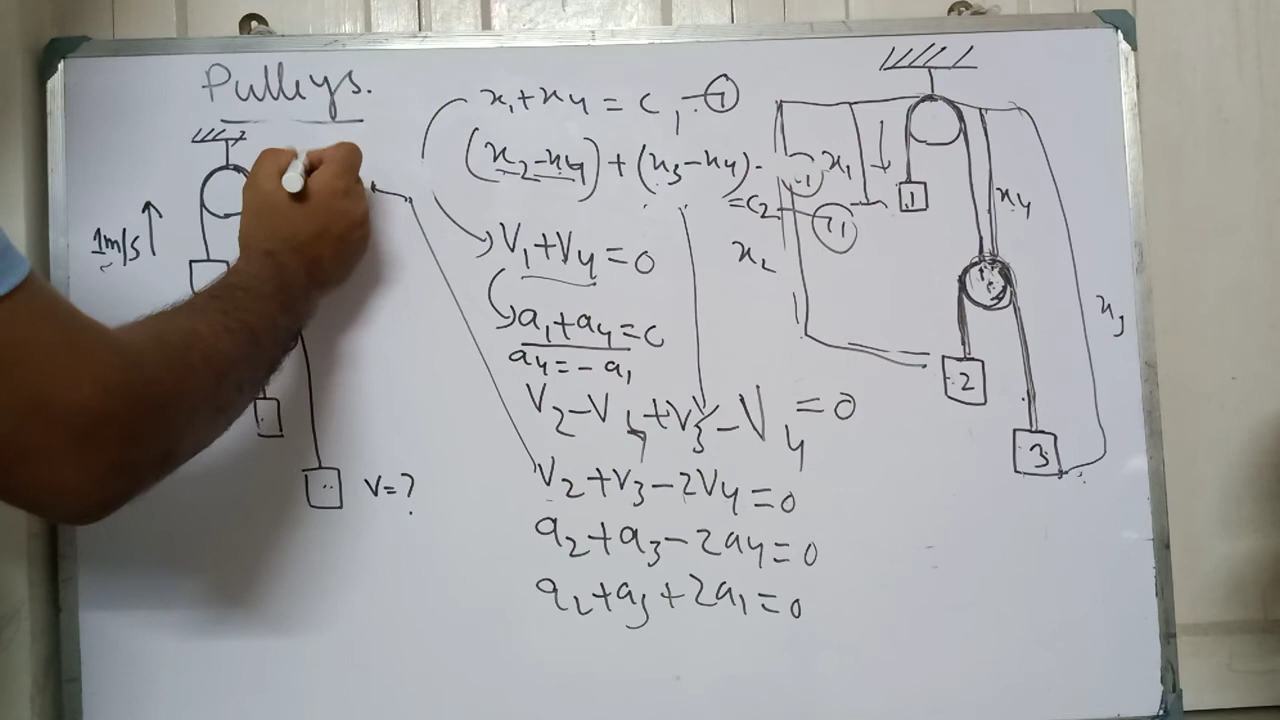 Pulleys.
1m/s
V=?
x₁+x₄ = C₁ - ①
(x₂-x₄)+(x₃-x₄).
=C₂
11
V₁+V₄=0
a₁+a₄=C
a₄=-a₁
V₂-V₄+V₃-V₄=0
V₂+V₃-2V₄=0
a₂+a₃-2a₄=0
a₂+a₃+2a₁=0
x₁
x₂
1
x₄
2
3
x₃